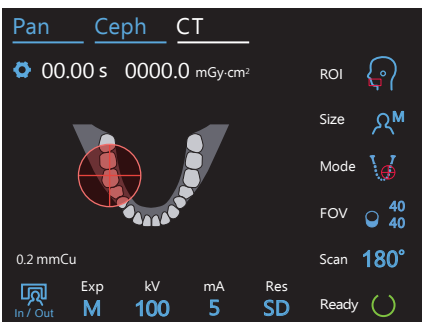 Pan Ceph CT
00.00 s 0000.0 mGy·cm²
ROI
Size M
Mode
FOV 40
40
0.2 mmCu
Scan 180°
Exp kV mA Res
In / Out M 100 5 SD
Ready